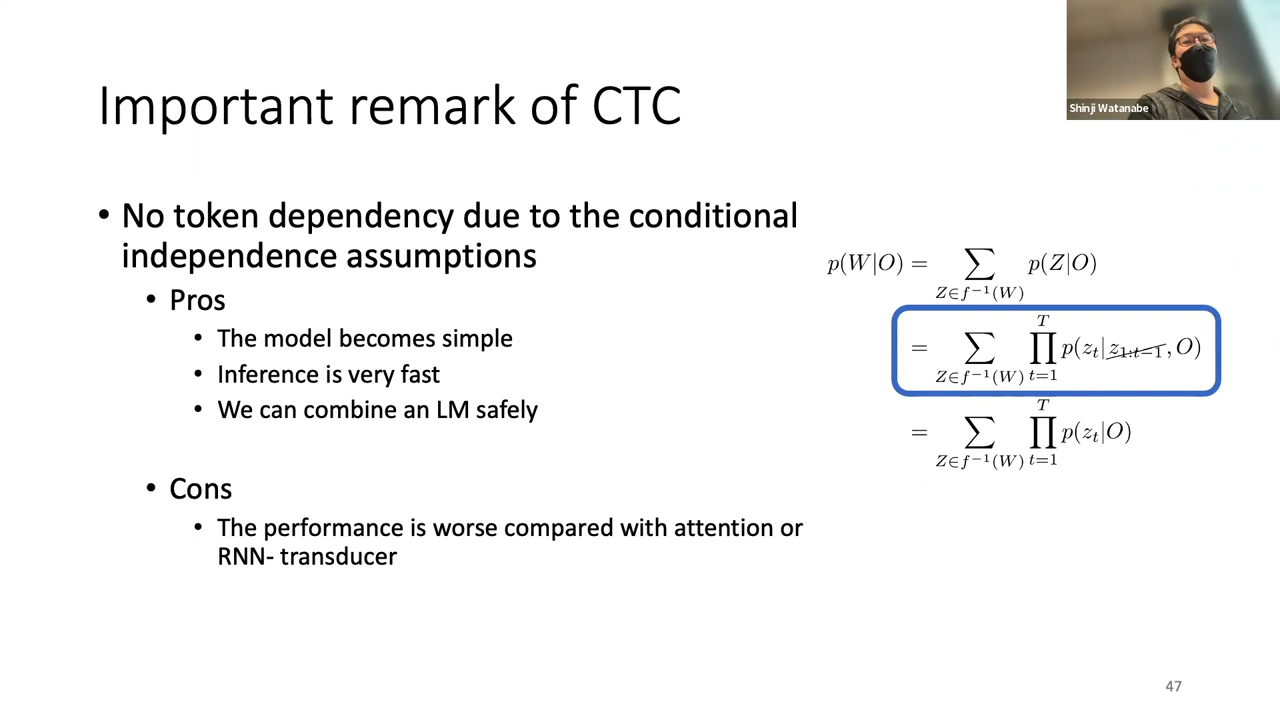 Shinji Watanabe
Important remark of CTC
• No token dependency due to the conditional
independence assumptions
• Pros
• The model becomes simple
• Inference is very fast
• We can combine an LM safely
• Cons
• The performance is worse compared with attention or
RNN- transducer
p(W|O) = ∑_{Z∈f⁻¹(W)} p(Z|O)
= ∑_{Z∈f⁻¹(W)} ∏_{t=1}^{T} p(z_t|z_{1:t−1}, O)
= ∑_{Z∈f⁻¹(W)} ∏_{t=1}^{T} p(z_t|O)
47